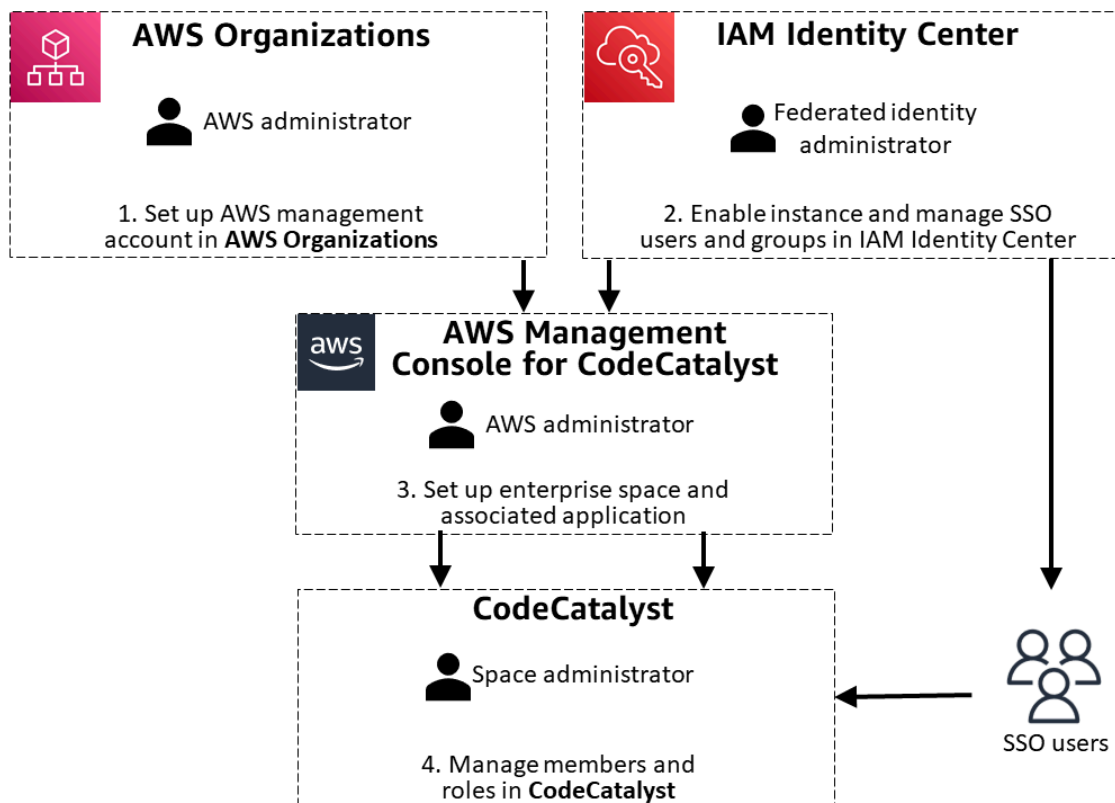 AWS Organizations
AWS administrator
1. Set up AWS management
account in AWS Organizations
IAM Identity Center
Federated identity
administrator
2. Enable instance and manage SSO
users and groups in IAM Identity Center
aws
AWS Management
Console for CodeCatalyst
AWS administrator
3. Set up enterprise space and
associated application
CodeCatalyst
Space administrator
4. Manage members and
roles in CodeCatalyst
SSO users